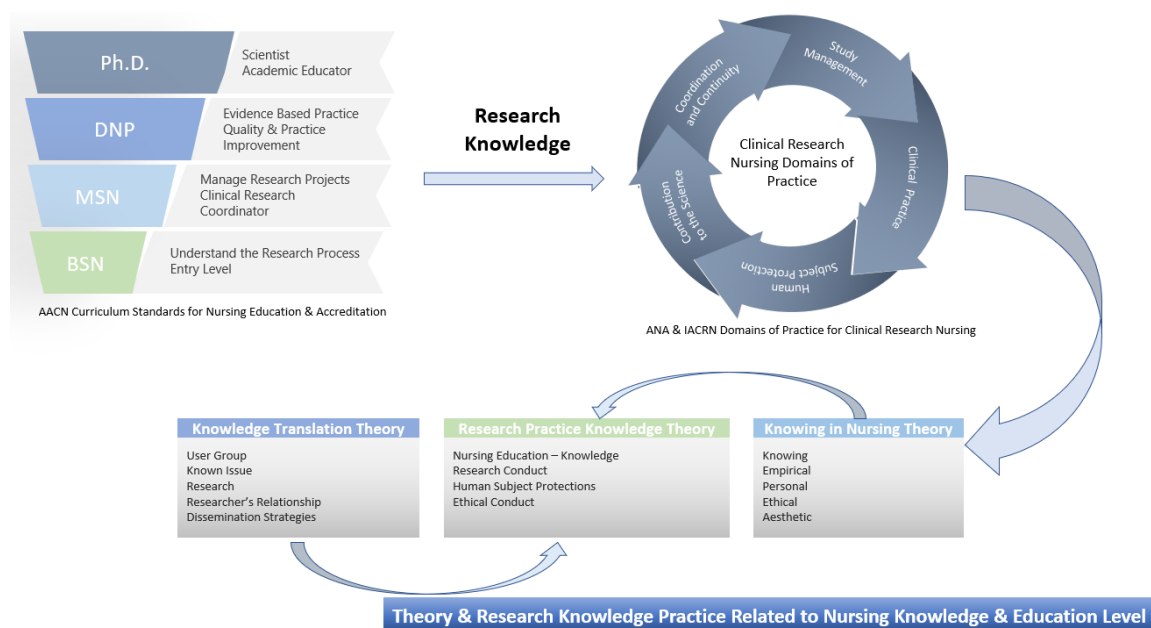 Ph.D.
Scientist
Academic Educator
DNP
Evidence Based Practice
Quality & Practice
Improvement
MSN
Manage Research Projects
Clinical Research
Coordinator
BSN
Understand the Research Process
Entry Level
AACN Curriculum Standards for Nursing Education & Accreditation
Research
Knowledge
Study
Management
Clinical Practice
Human
Subject Protection
Contribution
to the Science
Coordination
and Continuity
Clinical Research
Nursing Domains of
Practice
ANA & IACRN Domains of Practice for Clinical Research Nursing
Knowledge Translation Theory
User Group
Known Issue
Research
Researcher's Relationship
Dissemination Strategies
Research Practice Knowledge Theory
Nursing Education – Knowledge
Research Conduct
Human Subject Protections
Ethical Conduct
Knowing in Nursing Theory
Knowing
Empirical
Personal
Ethical
Aesthetic
Theory & Research Knowledge Practice Related to Nursing Knowledge & Education Level